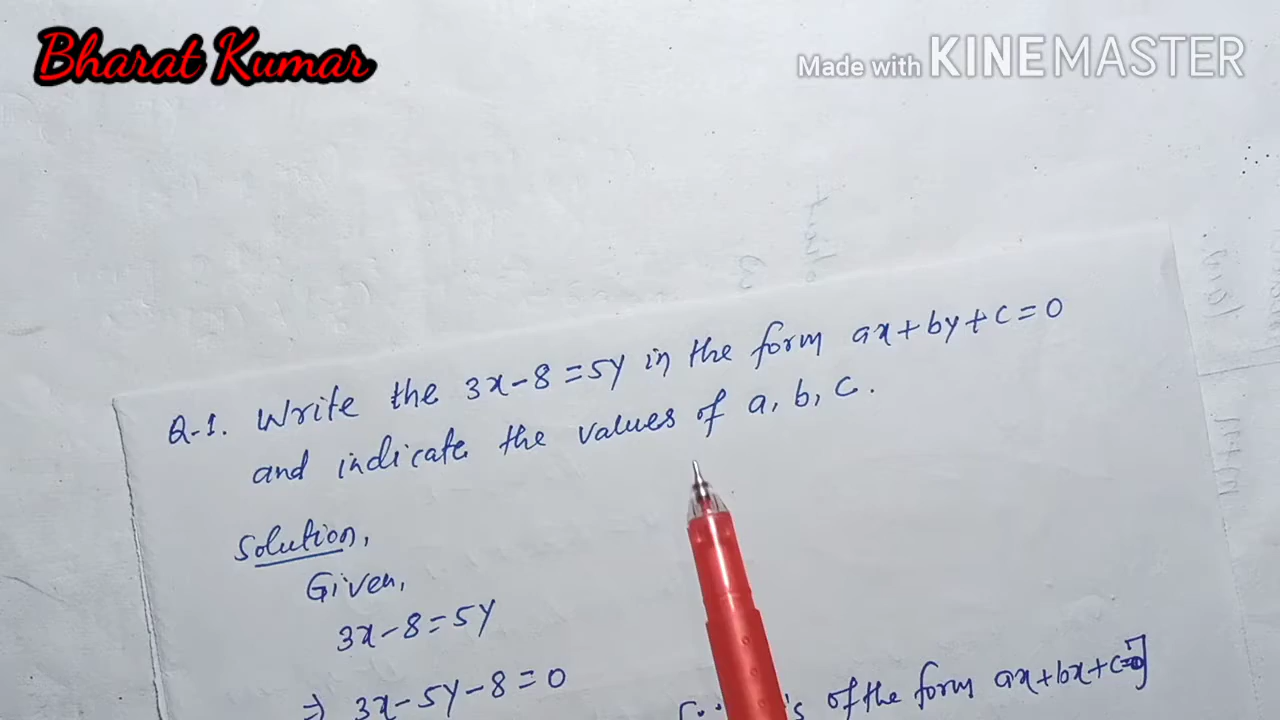 Bharat Kumar
Made with KINEMASTER
Q-1. Write the 3x-8=5y in the form ax+by+c=0
and indicate the values of a, b, c.
Solution,
Given,
3x-8=5y
⇒ 3x-5y-8=0
of the form ax+bx+c=0]